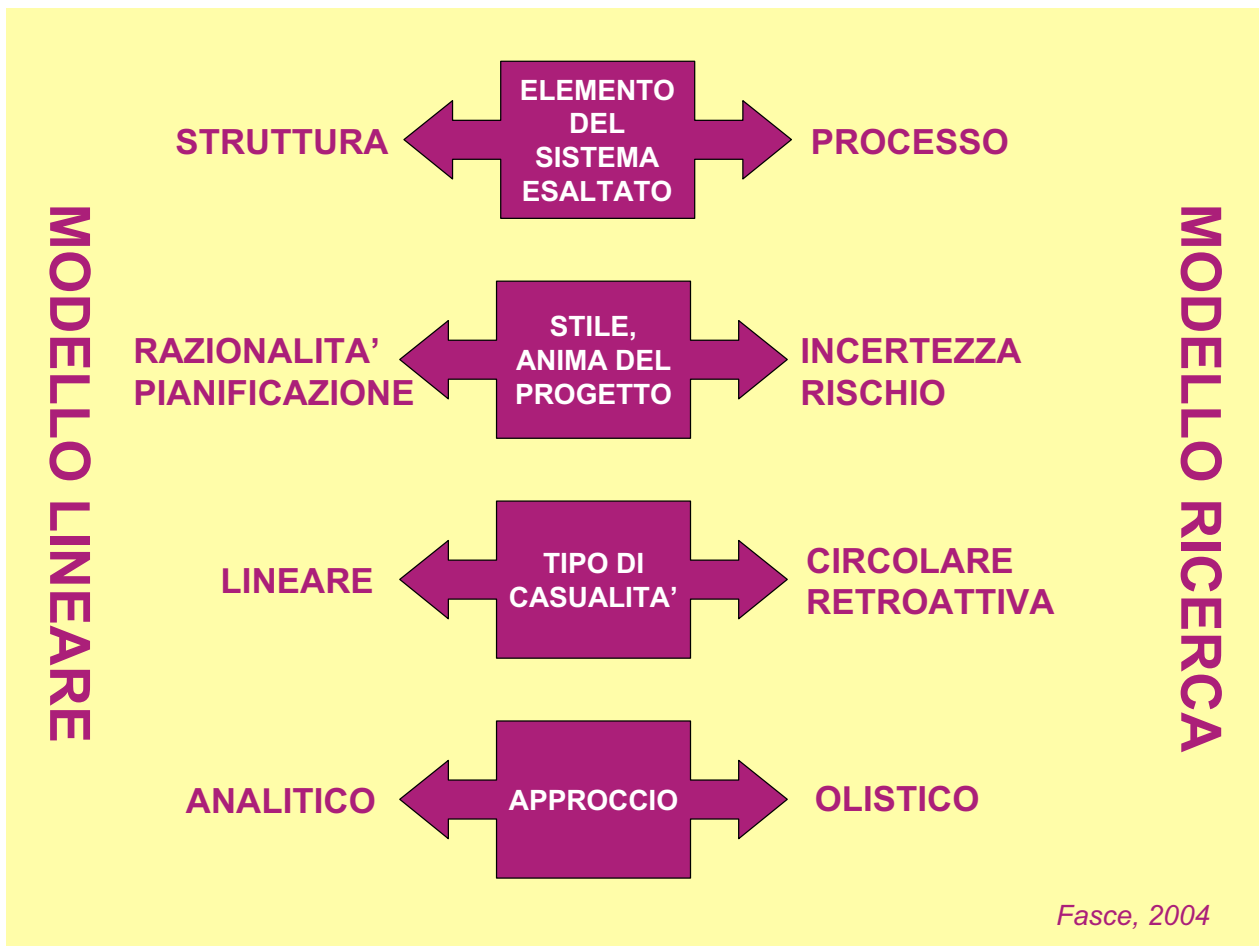 MODELLO LINEARE
STRUTTURA
ELEMENTO
DEL
SISTEMA
ESALTATO
PROCESSO
RAZIONALITA’
PIANIFICAZIONE
STILE,
ANIMA DEL
PROGETTO
INCERTEZZA
RISCHIO
LINEARE
TIPO DI
CASUALITA’
CIRCOLARE
RETROATTIVA
ANALITICO
APPROCCIO
OLISTICO
MODELLO RICERCA
Fasce, 2004